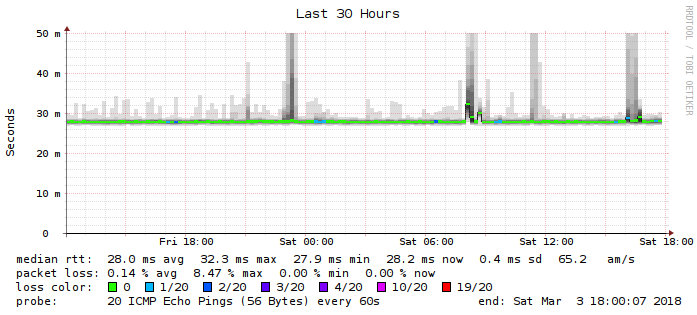 Last 30 Hours
RRDTOOL / TOBI OETIKER
Seconds
50 m
40 m
30 m
20 m
10 m
0
Fri 18:00 Sat 00:00 Sat 06:00 Sat 12:00 Sat 18:00
median rtt: 28.0 ms avg 32.3 ms max 27.9 ms min 28.2 ms now 0.4 ms sd 65.2 am/s
packet loss: 0.14 % avg 8.47 % max 0.00 % min 0.00 % now
loss color: 0 1/20 2/20 3/20 4/20 10/20 19/20
probe: 20 ICMP Echo Pings (56 Bytes) every 60s end: Sat Mar 3 18:00:07 2018